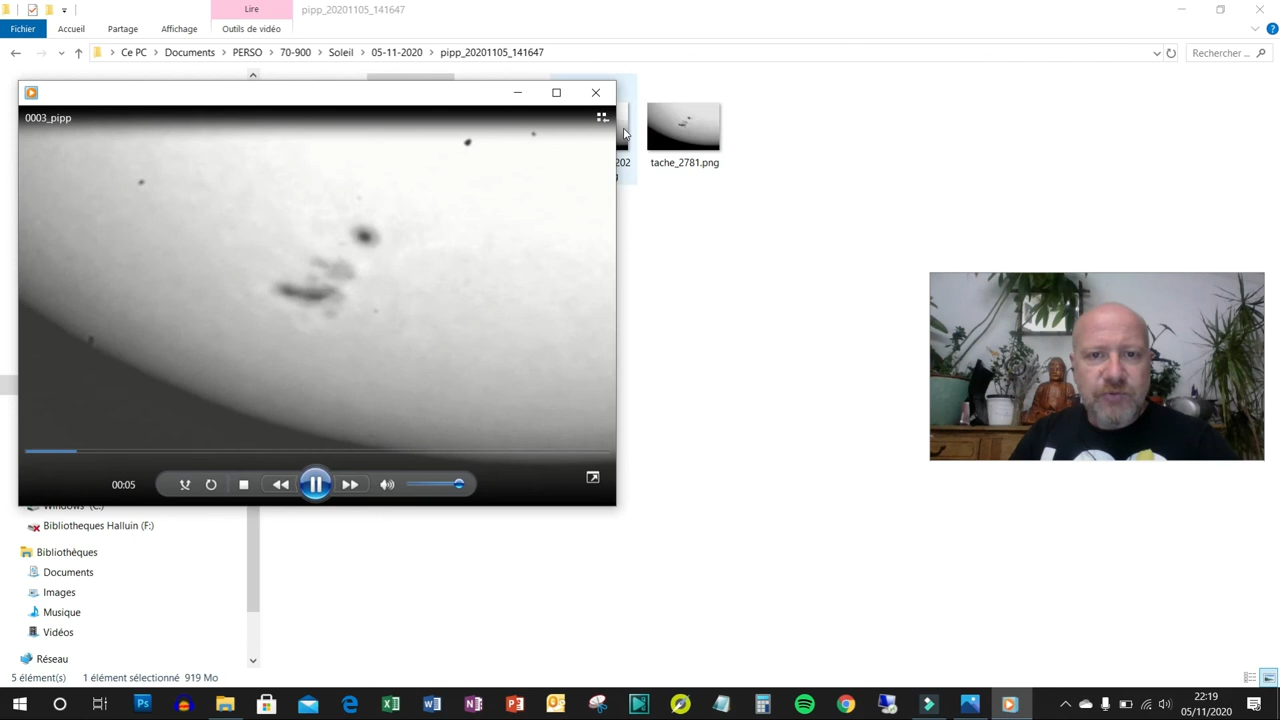 Lire
pipp_20201105_141647
Fichier
Accueil
Partage
Affichage
Outils de vidéo
Ce PC
Documents
PERSO
70-900
Soleil
05-11-2020
pipp_20201105_141647
Rechercher ...
0003_pipp
202
tache_2781.png
00:05
Bibliotheques Halluin (F:)
Bibliothèques
Documents
Images
Musique
Vidéos
Réseau
5 élément(s)
1 élément sélectionné 919 Mo
22:19
05/11/2020